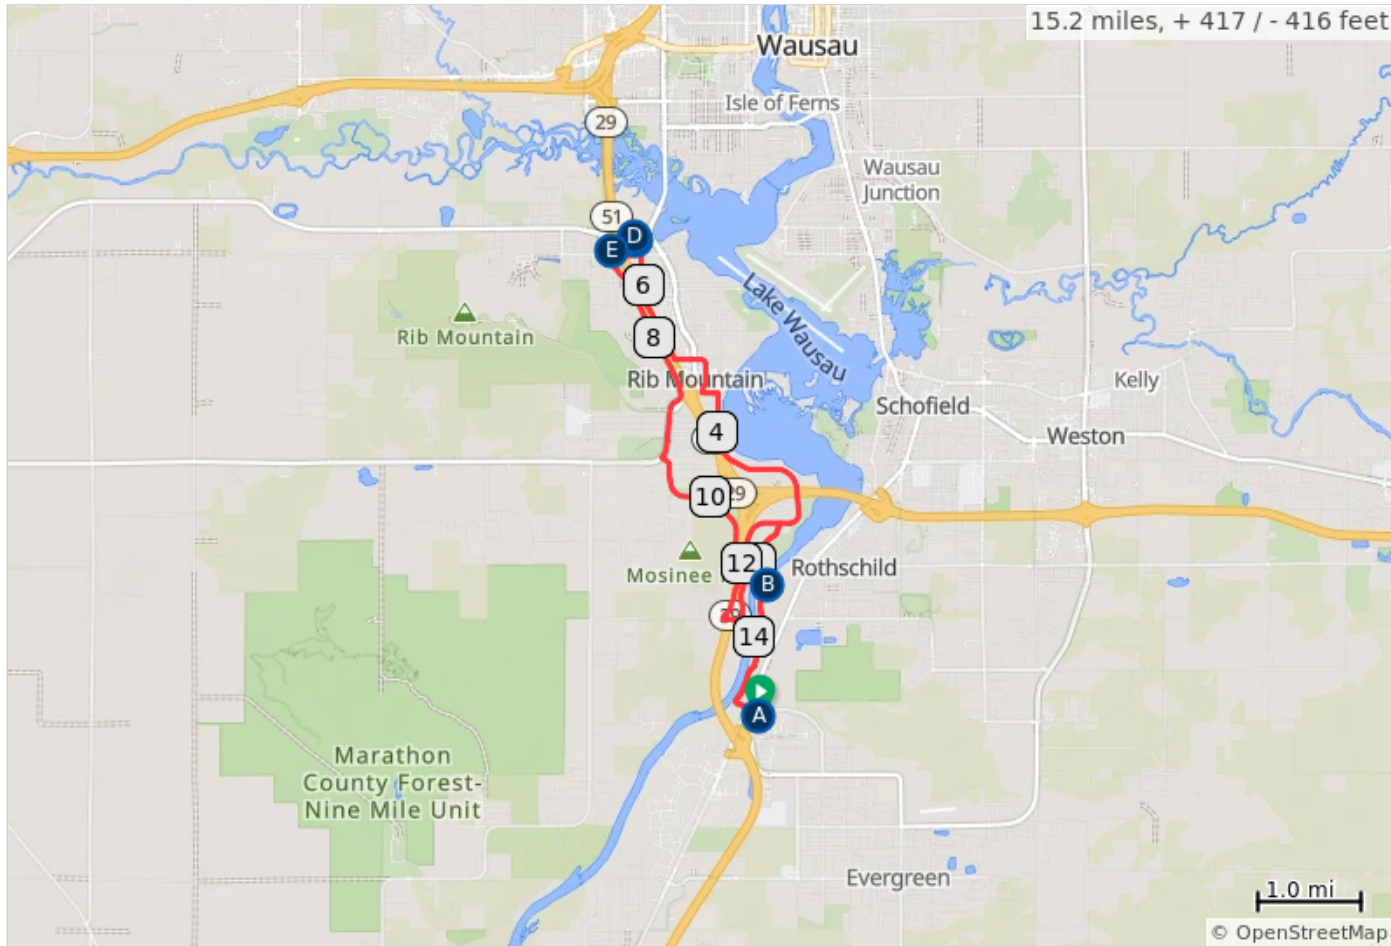 15.2 miles, + 417 / - 416 feet
Wausau
Isle of Ferns
29
Wausau
Junction
51
D
E
6
Rib Mountain
8
Lake Wausau
Rib Mountain
Kelly
Schofield
4
Weston
10
29
12
Mosinee
Rothschild
B
14
A
Marathon
County Forest-
Nine Mile Unit
Evergreen
1.0 mi
© OpenStreetMap